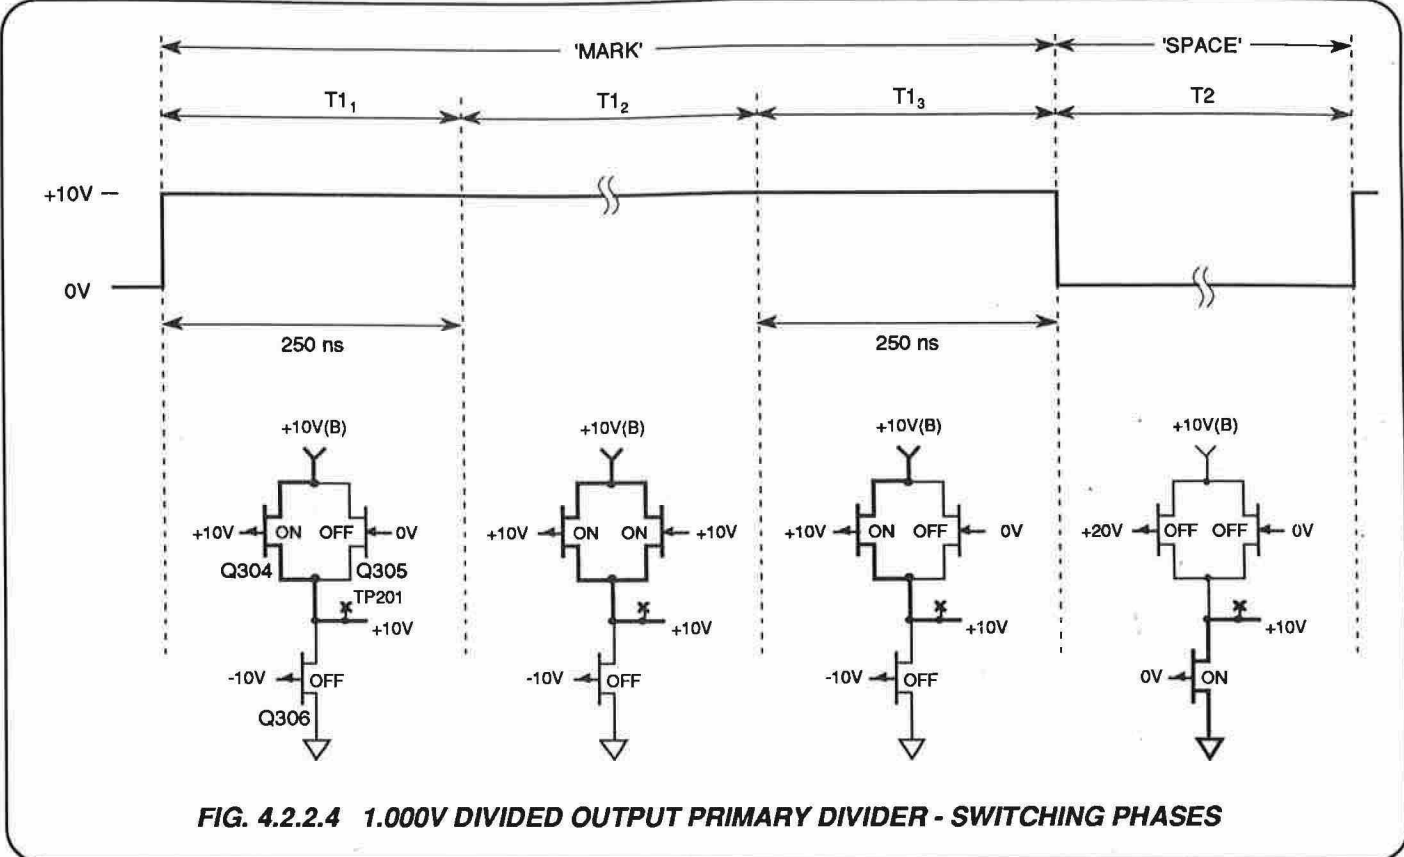 'MARK' 'SPACE'
T1₁ T1₂ T1₃ T2
+10V
0V
250 ns 250 ns
+10V(B) +10V(B) +10V(B) +10V(B)
+10V ON OFF 0V +10V ON ON +10V +10V ON OFF 0V +20V OFF OFF 0V
Q304 Q305
TP201
+10V +10V +10V +10V
-10V OFF -10V OFF -10V OFF 0V ON
Q306
FIG. 4.2.2.4 1.000V DIVIDED OUTPUT PRIMARY DIVIDER - SWITCHING PHASES